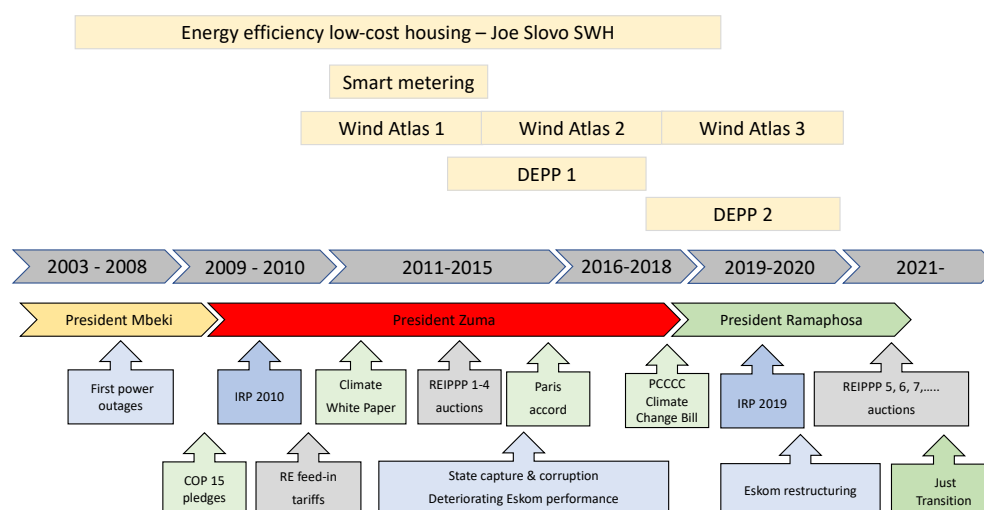 Energy efficiency low-cost housing – Joe Slovo SWH
Smart metering
Wind Atlas 1
Wind Atlas 2
Wind Atlas 3
DEPP 1
DEPP 2
2003 - 2008
2009 - 2010
2011-2015
2016-2018
2019-2020
2021-
President Mbeki
President Zuma
President Ramaphosa
First power
outages
IRP 2010
Climate
White Paper
REIPPP 1-4
auctions
Paris
accord
PCCCC
Climate
Change Bill
IRP 2019
REIPPP 5, 6, 7,.....
auctions
COP 15
pledges
RE feed-in
tariffs
State capture & corruption
Deteriorating Eskom performance
Eskom restructuring
Just
Transition